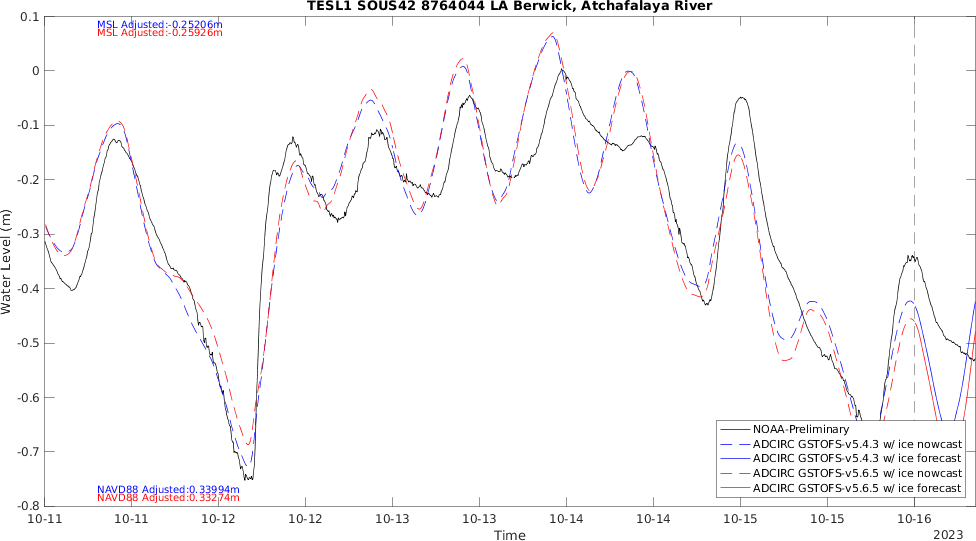 TESL1 SOUS42 8764044 LA Berwick, Atchafalaya River
MSL Adjusted:-0.25206m
MSL Adjusted:-0.25926m
0.1
0
-0.1
-0.2
-0.3
-0.4
-0.5
-0.6
-0.7
-0.8
Water Level (m)
NOAA-Preliminary
ADCIRC GSTOFS-v5.4.3 w/ ice nowcast
ADCIRC GSTOFS-v5.4.3 w/ ice forecast
ADCIRC GSTOFS-v5.6.5 w/ ice nowcast
ADCIRC GSTOFS-v5.6.5 w/ ice forecast
NAVD88 Adjusted:0.33994m
NAVD88 Adjusted:0.33274m
10-11 10-11 10-12 10-12 10-13 10-13 10-14 10-14 10-15 10-15 10-16
Time
2023